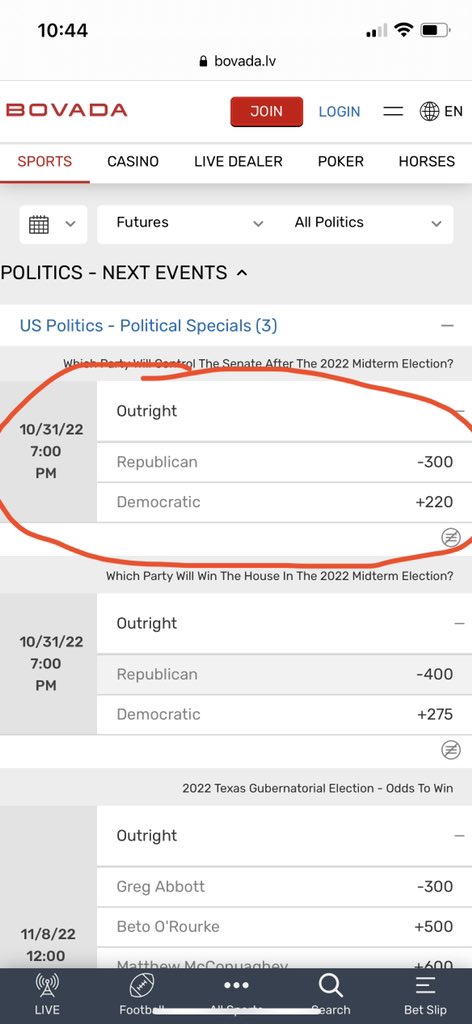 10:44
bovada.lv
BOVADA
JOIN
LOGIN
EN
SPORTS
CASINO
LIVE DEALER
POKER
HORSES
Futures
All Politics
POLITICS - NEXT EVENTS
US Politics - Political Specials (3)
Which Party Will Control The Senate After The 2022 Midterm Election?
10/31/22
7:00
PM
Outright
Republican -300
Democratic +220
Which Party Will Win The House In The 2022 Midterm Election?
10/31/22
7:00
PM
Outright
Republican -400
Democratic +275
2022 Texas Gubernatorial Election - Odds To Win
11/8/22
12:00
Outright
Greg Abbott -300
Beto O'Rourke +500
Matthew McConuaghey +600
LIVE
Football
All Sports
Search
Bet Slip